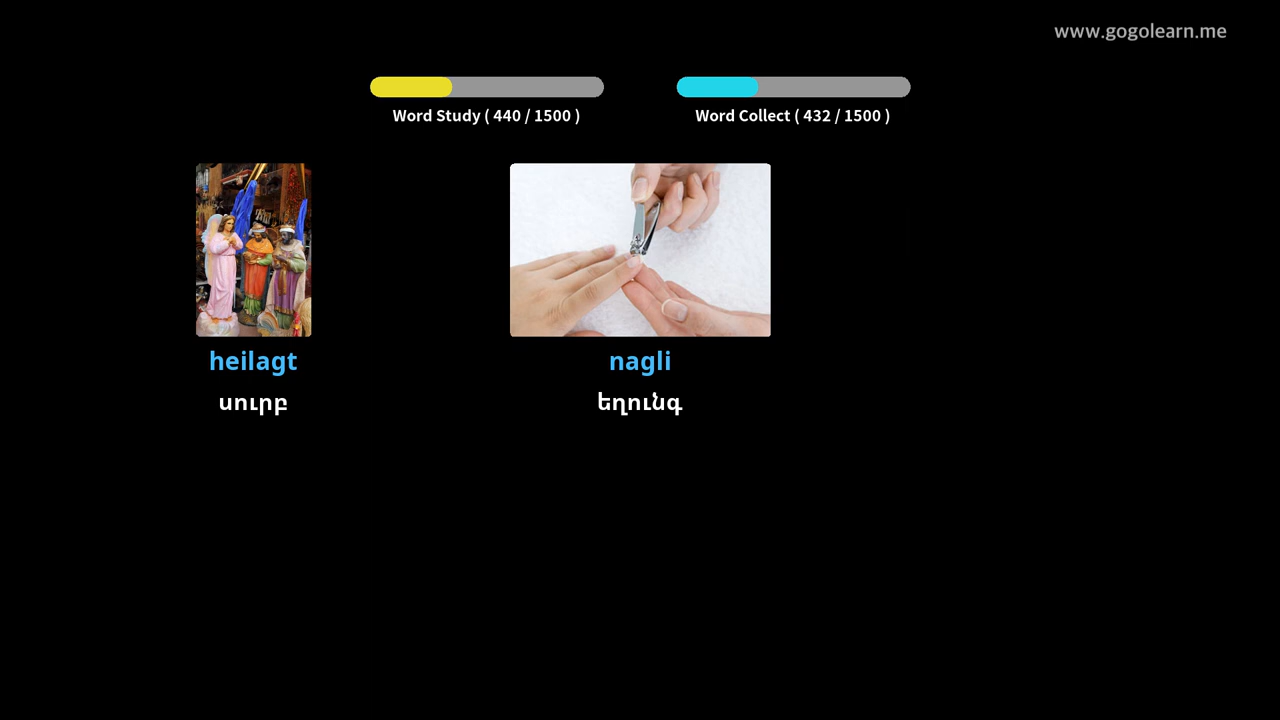 www.gogolearn.me
Word Study ( 440 / 1500 )
Word Collect ( 432 / 1500 )
heilagt
սուրբ
nagli
եղունգ